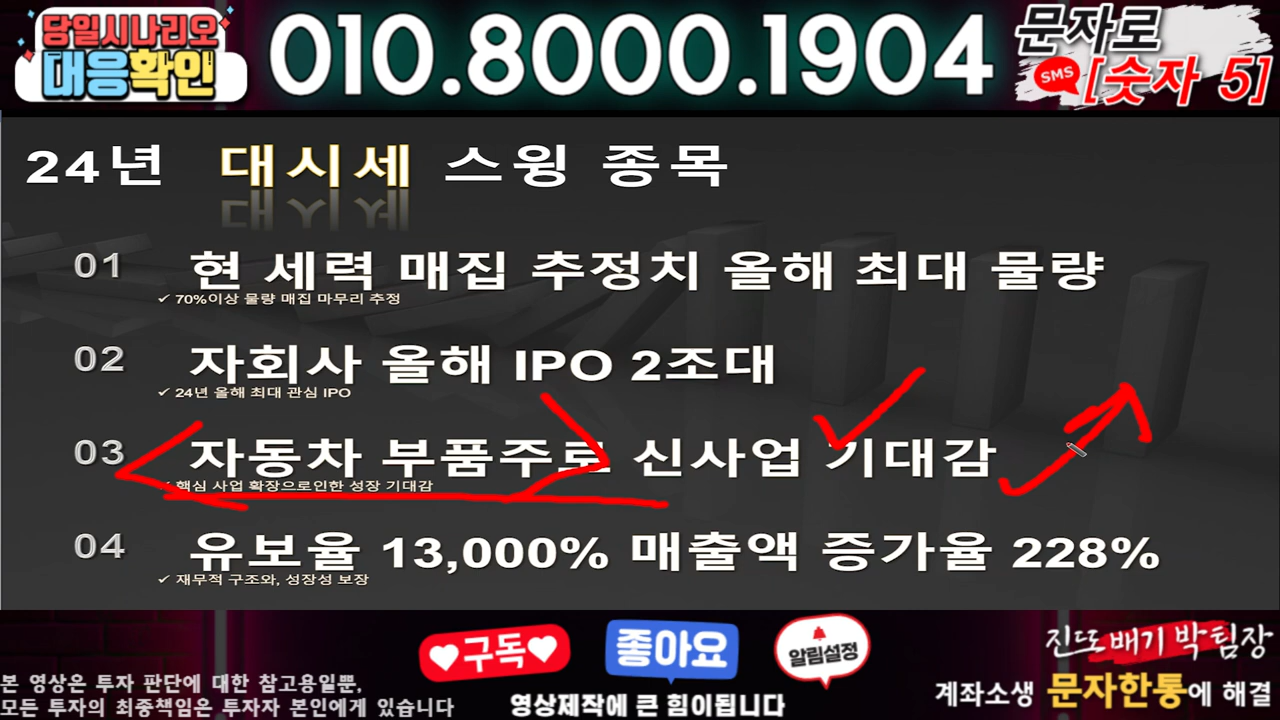 당일시나리오
대응확인
010.8000.1904
문자로
SMS [숫자 5]
24년 대시세 스윙 종목
01 현 세력 매집 추정치 올해 최대 물량
✓ 70%이상 물량 매집 마무리 추정
02 자회사 올해 IPO 2조대
✓ 24년 올해 최대 관심 IPO
03 자동차 부품주로 신사업 기대감
✓ 핵심 사업 확장으로인한 성장 기대감
04 유보율 13,000% 매출액 증가율 228%
✓ 재무적 구조와, 성장성 보장
구독
좋아요
알림설정
영상제작에 큰 힘이됩니다
본 영상은 투자 판단에 대한 참고용일뿐,
모든 투자의 최종책임은 투자자 본인에게 있습니다
진또배기 박팀장
계좌소생 문자한통에 해결